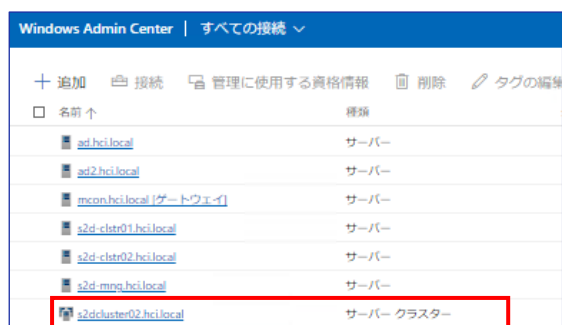 Windows Admin Center | すべての接続 ∨
+ 追加 接続 管理に使用する資格情報 削除 タグの編集
名前 ↑ 種類
ad.hci.local サーバー
ad2.hci.local サーバー
mcon.hci.local [ゲートウェイ] サーバー
s2d-clstr01.hci.local サーバー
s2d-clstr02.hci.local サーバー
s2d-mng.hci.local サーバー
s2dcluster02.hci.local サーバー クラスター